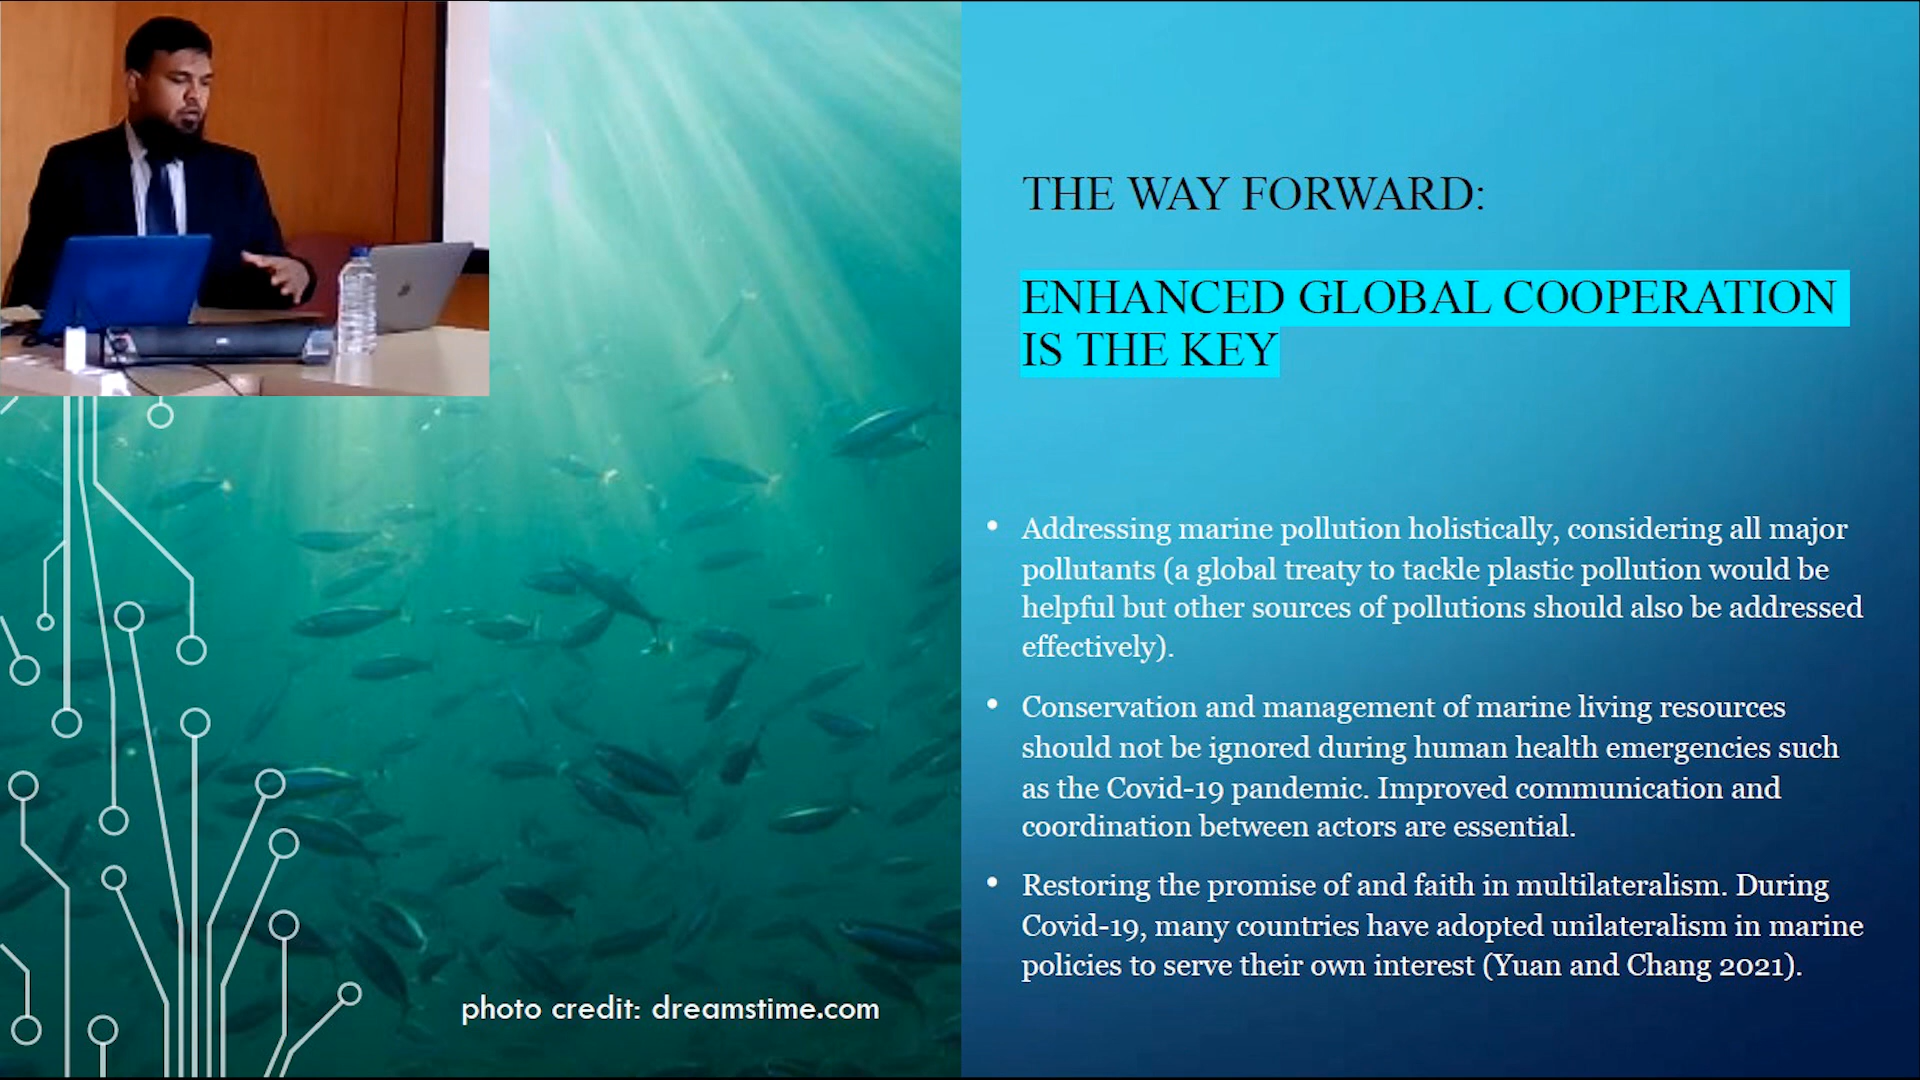 THE WAY FORWARD:
ENHANCED GLOBAL COOPERATION
IS THE KEY
• Addressing marine pollution holistically, considering all major
pollutants (a global treaty to tackle plastic pollution would be
helpful but other sources of pollutions should also be addressed
effectively).
• Conservation and management of marine living resources
should not be ignored during human health emergencies such
as the Covid-19 pandemic. Improved communication and
coordination between actors are essential.
• Restoring the promise of and faith in multilateralism. During
Covid-19, many countries have adopted unilateralism in marine
policies to serve their own interest (Yuan and Chang 2021).
photo credit: dreamstime.com